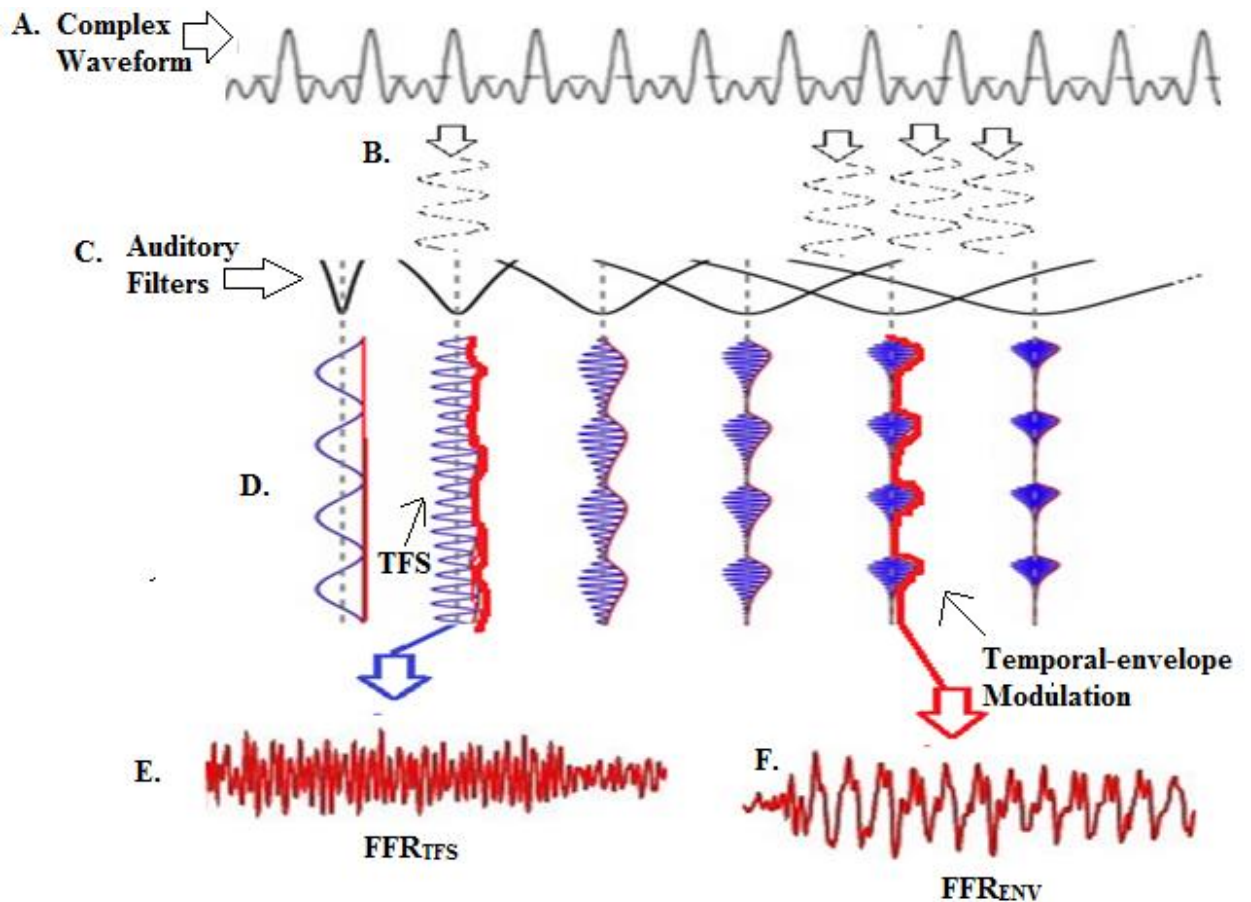 A. Complex
Waveform
B.
C. Auditory
Filters
D.
TFS
Temporal-envelope
Modulation
E.
F.
FFRTFS
FFRENV